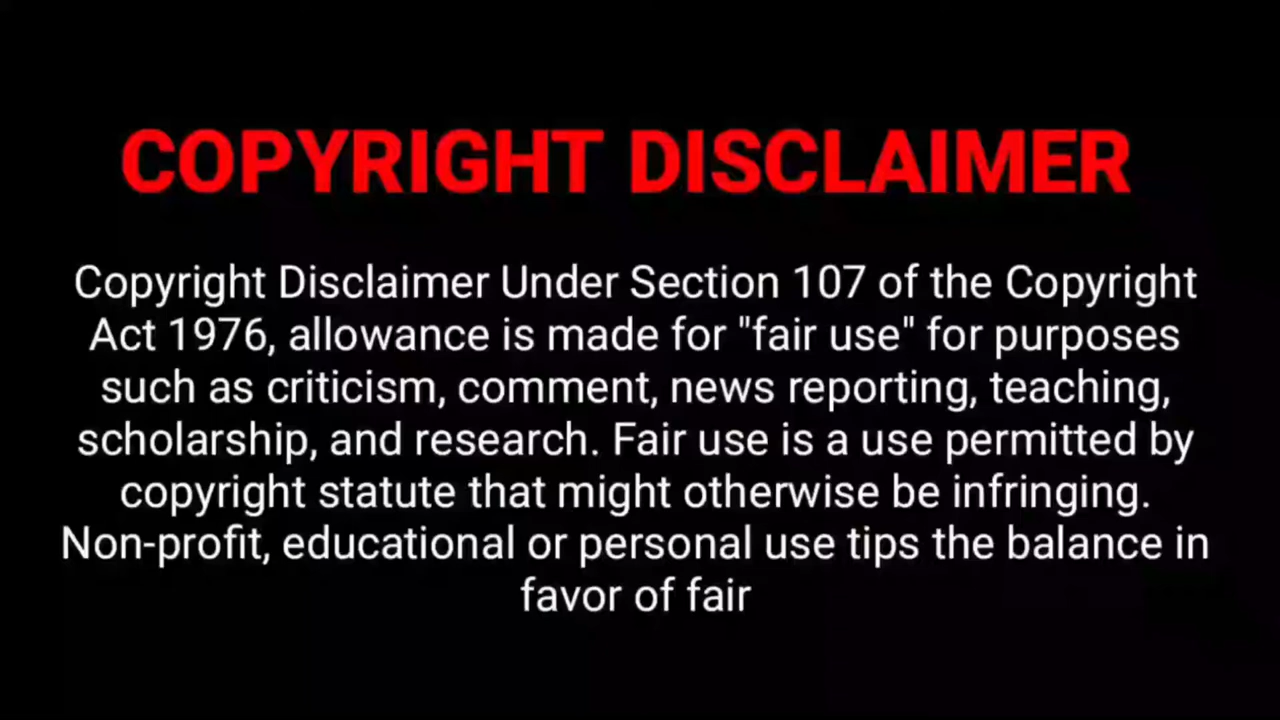 COPYRIGHT DISCLAIMER
Copyright Disclaimer Under Section 107 of the Copyright
Act 1976, allowance is made for "fair use" for purposes
such as criticism, comment, news reporting, teaching,
scholarship, and research. Fair use is a use permitted by
copyright statute that might otherwise be infringing.
Non-profit, educational or personal use tips the balance in
favor of fair